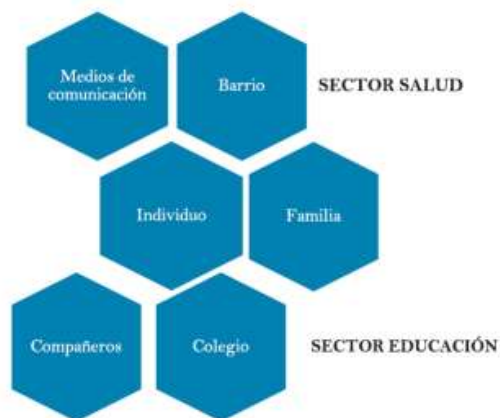 Medios de
comunicación
Barrio
SECTOR SALUD
Individuo
Familia
Compañeros
Colegio
SECTOR EDUCACIÓN